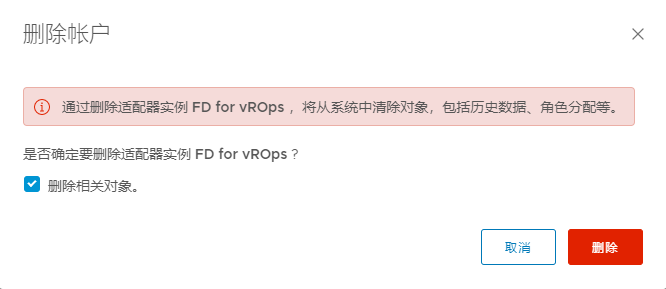 删除帐户
通过删除适配器实例 FD for vROps ，将从系统中清除对象，包括历史数据、角色分配等。
是否确定要删除适配器实例 FD for vROps？
删除相关对象。
取消
删除